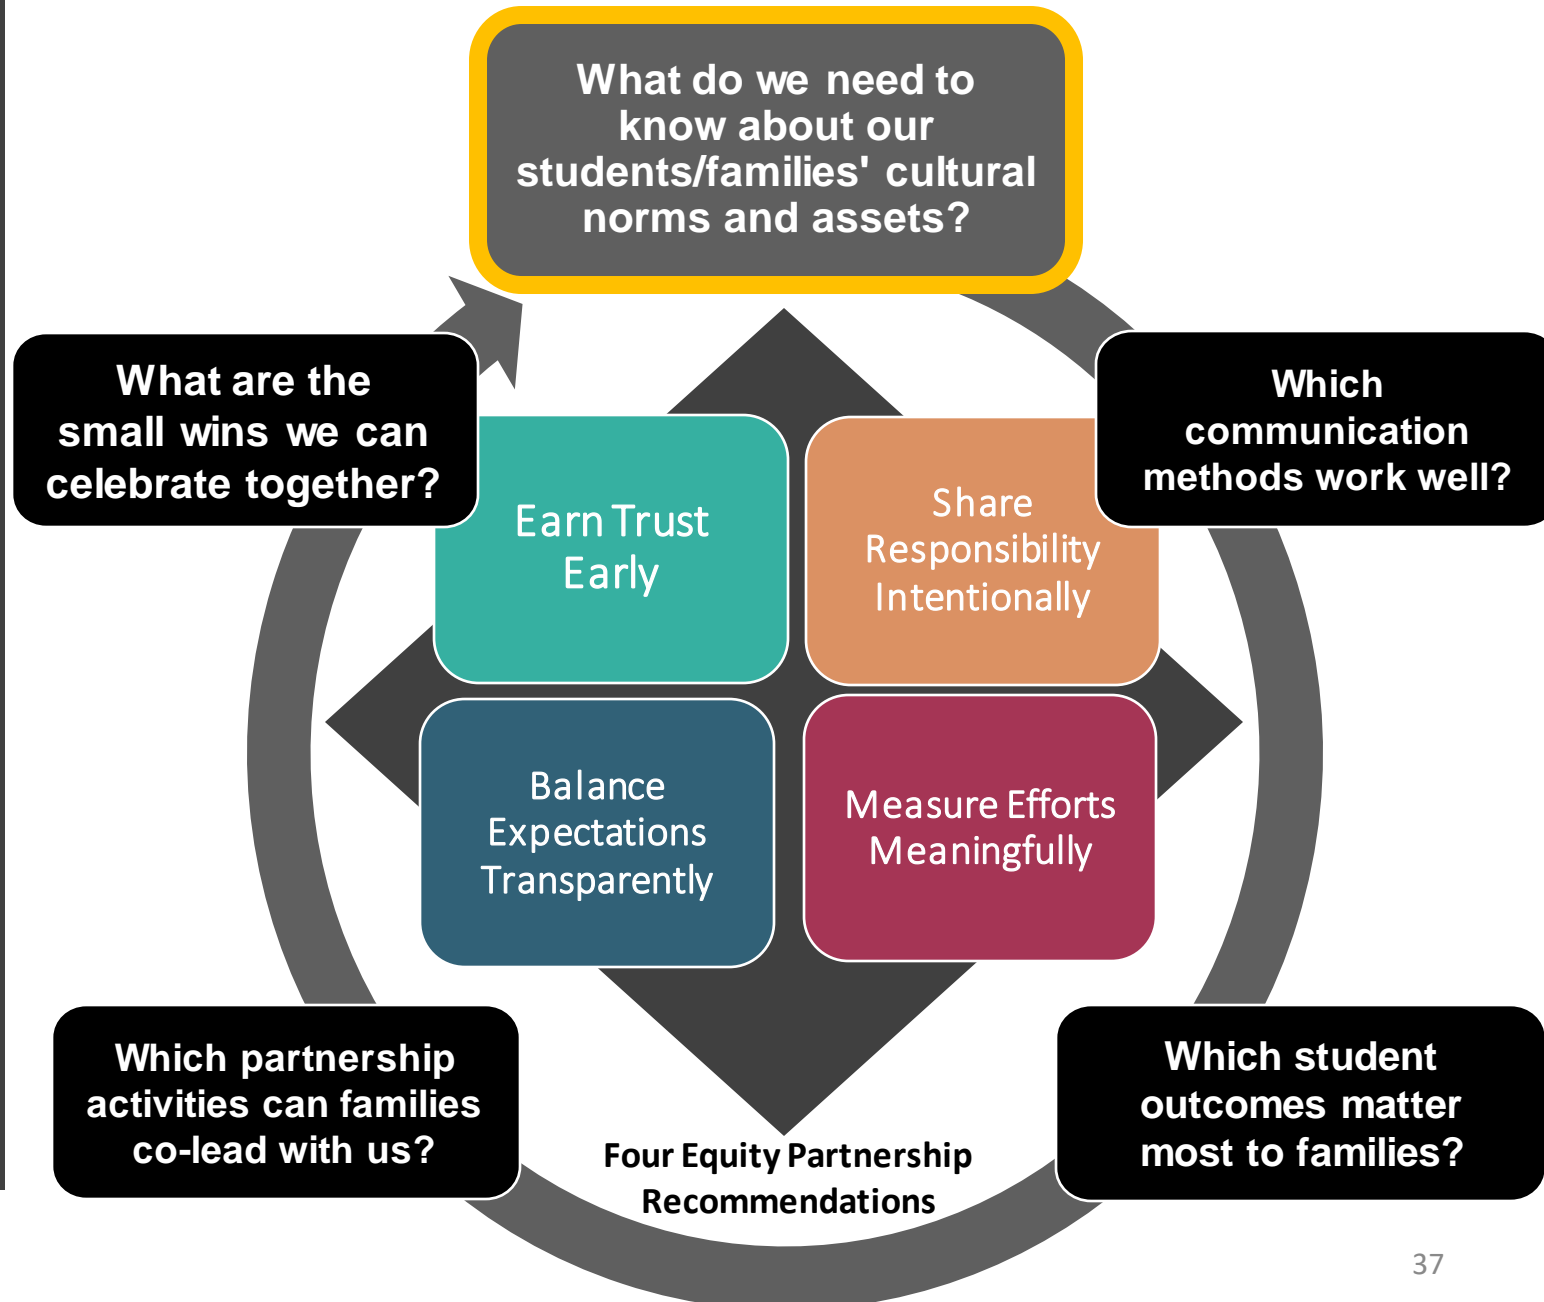 What do we need to
know about our
students/families' cultural
norms and assets?
What are the
small wins we can
celebrate together?
Which
communication
methods work well?
Earn Trust
Early
Share
Responsibility
Intentionally
Balance
Expectations
Transparently
Measure Efforts
Meaningfully
Which partnership
activities can families
co-lead with us?
Which student
outcomes matter
most to families?
Four Equity Partnership
Recommendations
37